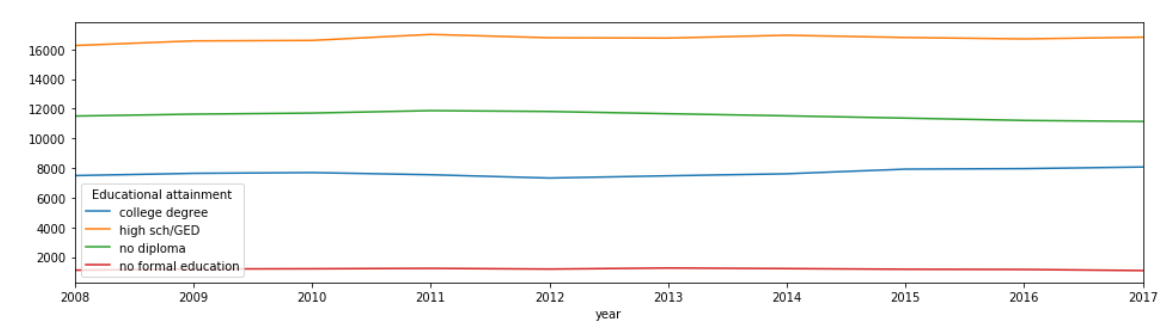 16000
14000
12000
10000
8000
6000
4000
2000
Educational attainment
college degree
high sch/GED
no diploma
no formal education
2008 2009 2010 2011 2012 2013 2014 2015 2016 2017
year